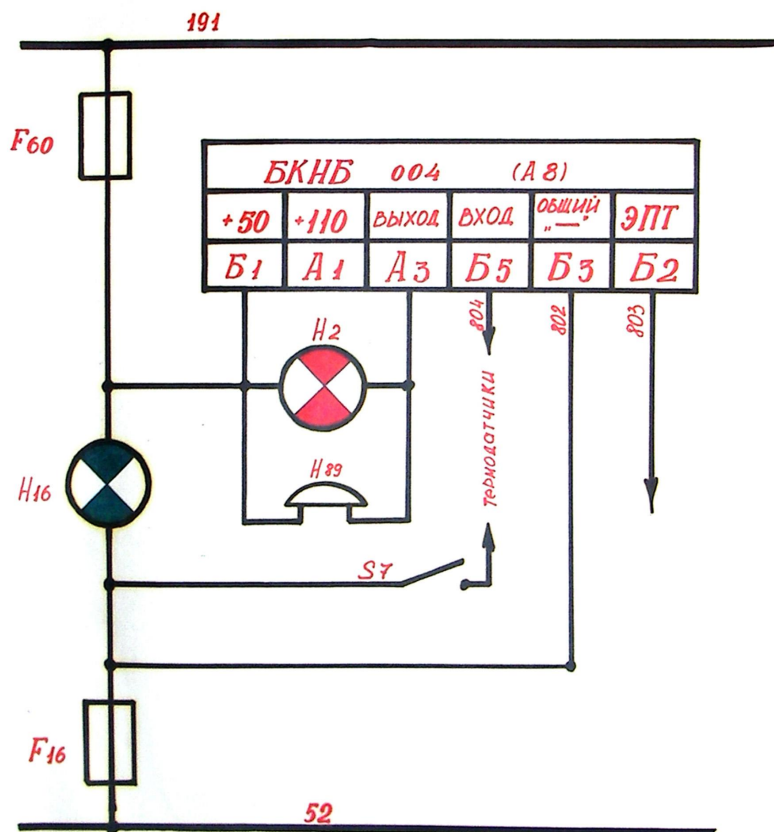 191
F60
БКНБ 004 (А8)
+50 +110 ВЫХОД ВХОД ОБЩИЙ „—" ЭПТ
Б1 А1 А3 Б5 Б3 Б2
804 802 803
Н2
ТЕРМОДАТЧИКИ
Н89
Н16
S7
F16
52